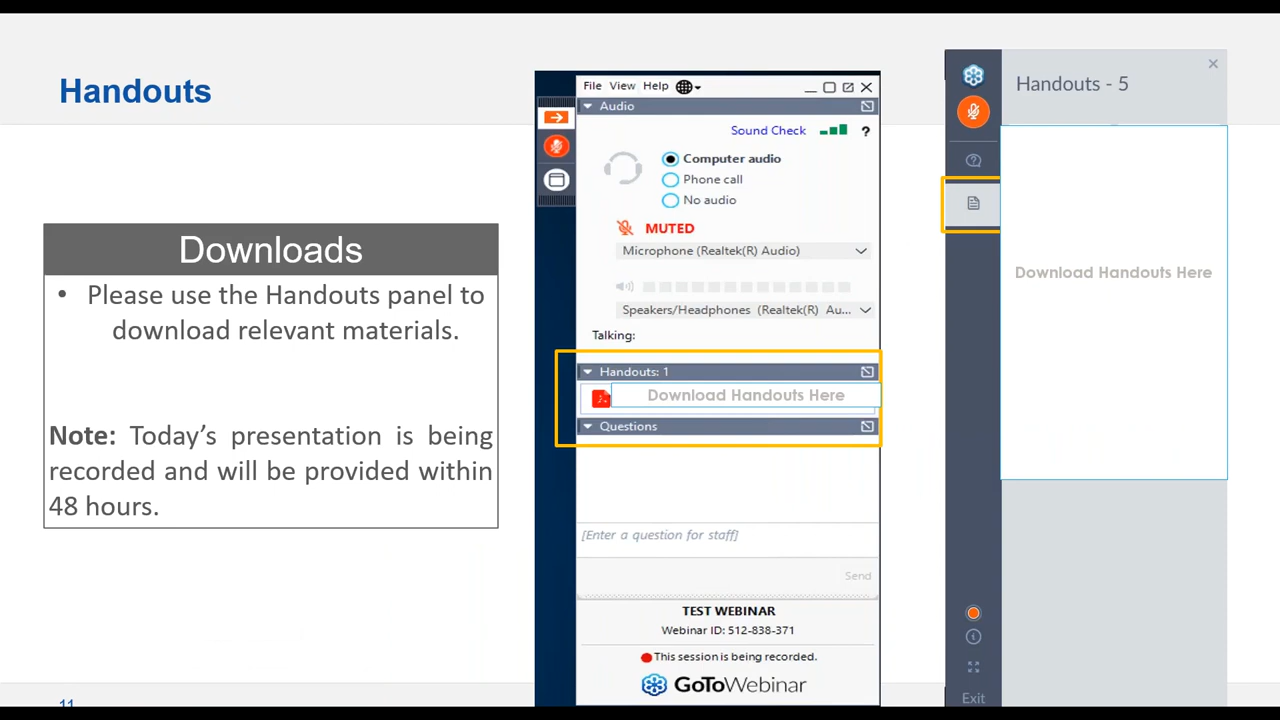 Handouts
Downloads
• Please use the Handouts panel to
download relevant materials.
Note: Today's presentation is being
recorded and will be provided within
48 hours.
11
File View Help
Audio
Sound Check ?
Computer audio
Phone call
No audio
MUTED
Microphone (Realtek(R) Audio)
Speakers/Headphones (Realtek(R) Au...
Talking:
Handouts: 1
Download Handouts Here
Questions
[Enter a question for staff]
Send
TEST WEBINAR
Webinar ID: 512-838-371
This session is being recorded.
GoToWebinar
Handouts - 5
Download Handouts Here
Exit